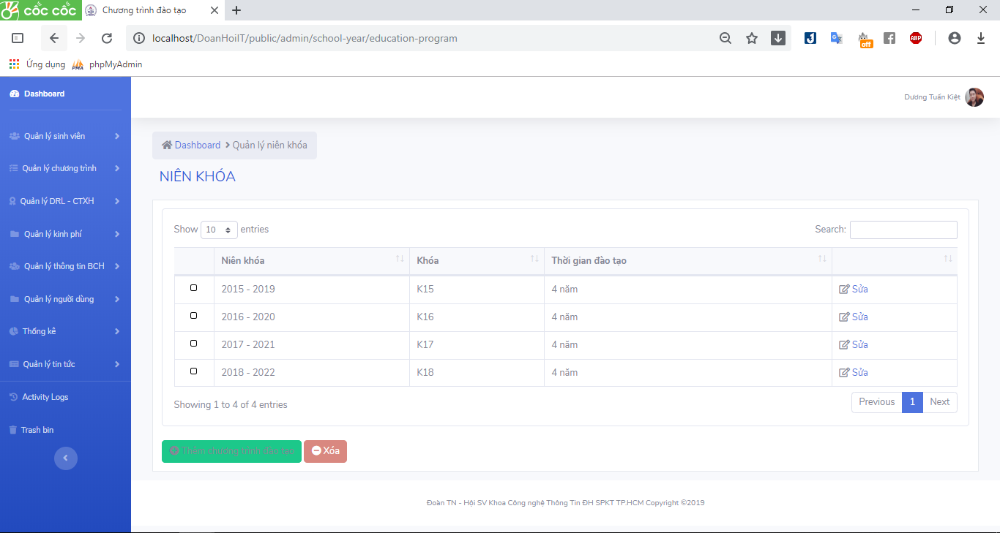 cốc cốc
Chương trình đào tạo
localhost/DoanHoiIT/public/admin/school-year/education-program
off
ABP
Ứng dụng
PMA phpMyAdmin
Dashboard
Quản lý sinh viên
Quản lý chương trình
Quản lý DRL - CTXH
Quản lý kinh phí
Quản lý thông tin BCH
Quản lý người dùng
Thống kê
Quản lý tin tức
Activity Logs
Trash bin
Dương Tuấn Kiệt
Dashboard > Quản lý niên khóa
NIÊN KHÓA
Show 10 entries
Search:
Niên khóa Khóa Thời gian đào tạo
2015 - 2019 K15 4 năm Sửa
2016 - 2020 K16 4 năm Sửa
2017 - 2021 K17 4 năm Sửa
2018 - 2022 K18 4 năm Sửa
Showing 1 to 4 of 4 entries
Previous 1 Next
Thêm chương trình đào tạo Xóa
Đoàn TN - Hội SV Khoa Công nghệ Thông Tin ĐH SPKT TP.HCM Copyright ©2019